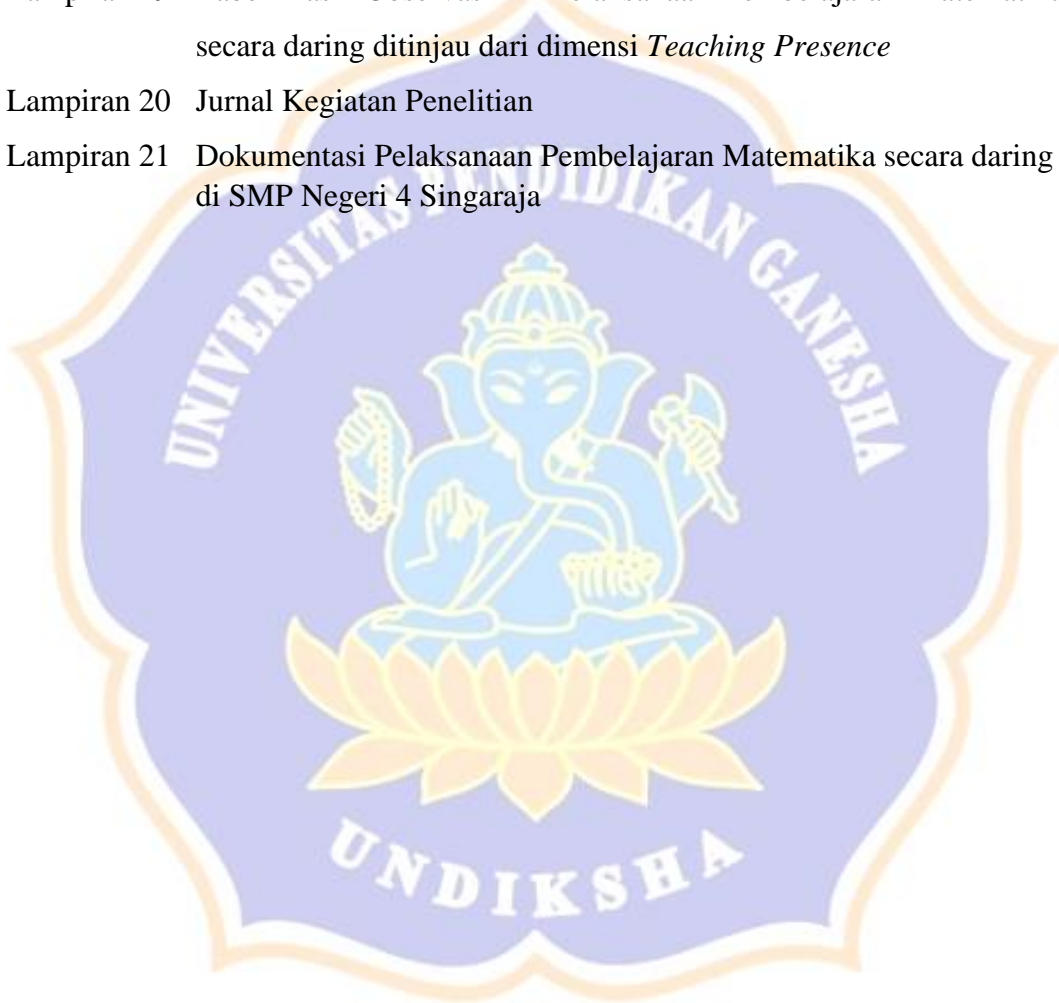 Observasi
secara daring ditinjau dari dimensi Teaching Presence
Lampiran 20 Jurnal Kegiatan Penelitian
Lampiran 21 Dokumentasi Pelaksanaan Pembelajaran Matematika secara daring
di SMP Negeri 4 Singaraja
UNIVERSITAS PENDIDIKAN GANESHA
UNDIKSHA